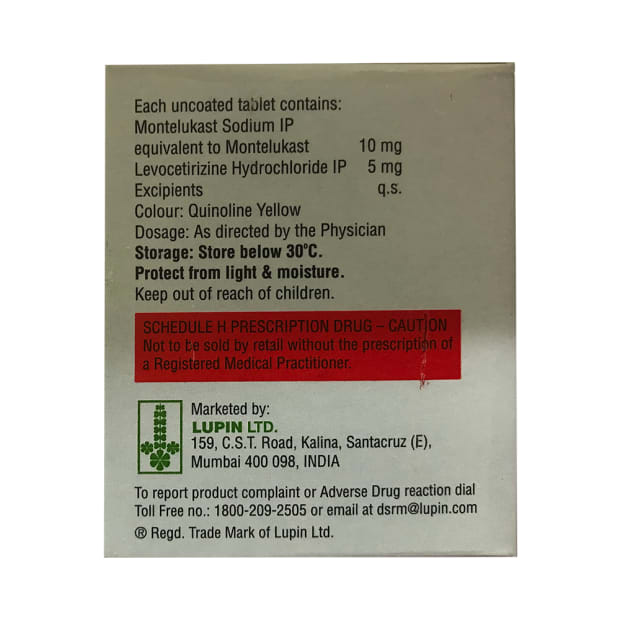 Each uncoated tablet contains:
Montelukast Sodium IP
equivalent to Montelukast 10 mg
Levocetirizine Hydrochloride IP 5 mg
Excipients q.s.
Colour: Quinoline Yellow
Dosage: As directed by the Physician
Storage: Store below 30°C.
Protect from light & moisture.
Keep out of reach of children.
SCHEDULE H PRESCRIPTION DRUG – CAUTION
Not to be sold by retail without the prescription of
a Registered Medical Practitioner.
Marketed by:
LUPIN LTD.
159, C.S.T. Road, Kalina, Santacruz (E),
Mumbai 400 098, INDIA
To report product complaint or Adverse Drug reaction dial
Toll Free no.: 1800-209-2505 or email at dsrm@lupin.com
® Regd. Trade Mark of Lupin Ltd.